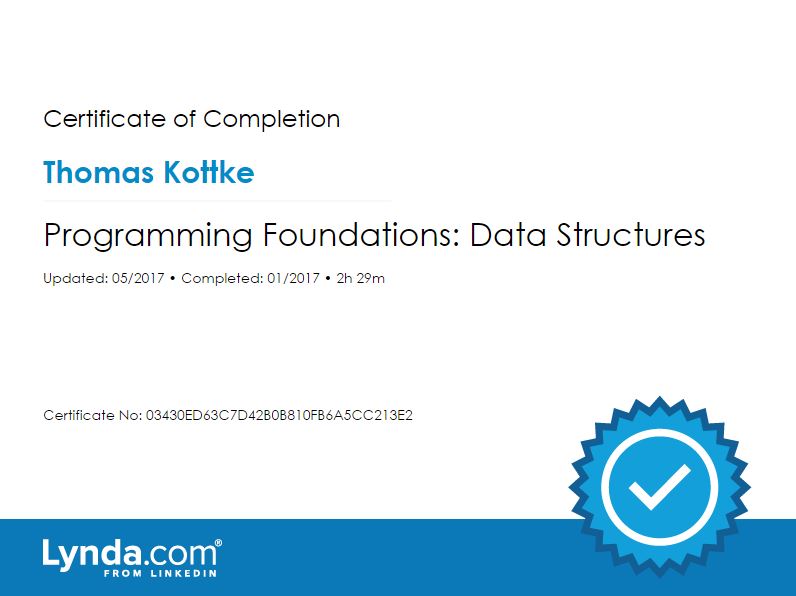 Certificate of Completion
Thomas Kottke
Programming Foundations: Data Structures
Updated: 05/2017 • Completed: 01/2017 • 2h 29m
Certificate No: 03430ED63C7D42B0B810FB6A5CC213E2
Lynda.com®
FROM LINKEDIN